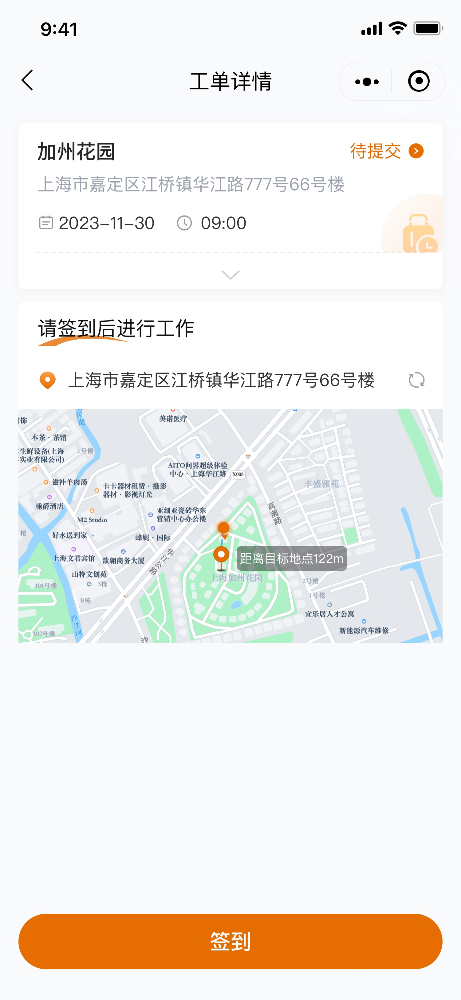 9:41
工单详情
加州花园
待提交
上海市嘉定区江桥镇华江路777号66号楼
2023-11-30
09:00
请签到后进行工作
上海市嘉定区江桥镇华江路777号66号楼
洋港
美诺医疗
饰
本茶·茶馆
生鲜设备(上海
实业有限公司)
1号楼
AITO问界超级体验
中心·上海华江路
X008
滋补羊肉汤
卡卡器材租赁·摄影
器材·影视灯光
丰盛雅苑
翰爵酒店
高潮路
M2 Studio
亚细亚瓷砖华东
营销中心办公楼
楼
好水送到家
蜂妮·国际
华江公路
上海文君宾馆
歆翱商务大厦
距离目标地点122m
山特文创苑
上海加州花园
3栋
101号楼
2号楼
1号楼
B栋
宜乐居人才公寓
沙洋河
新能源汽车维修
107号楼
沙
签到